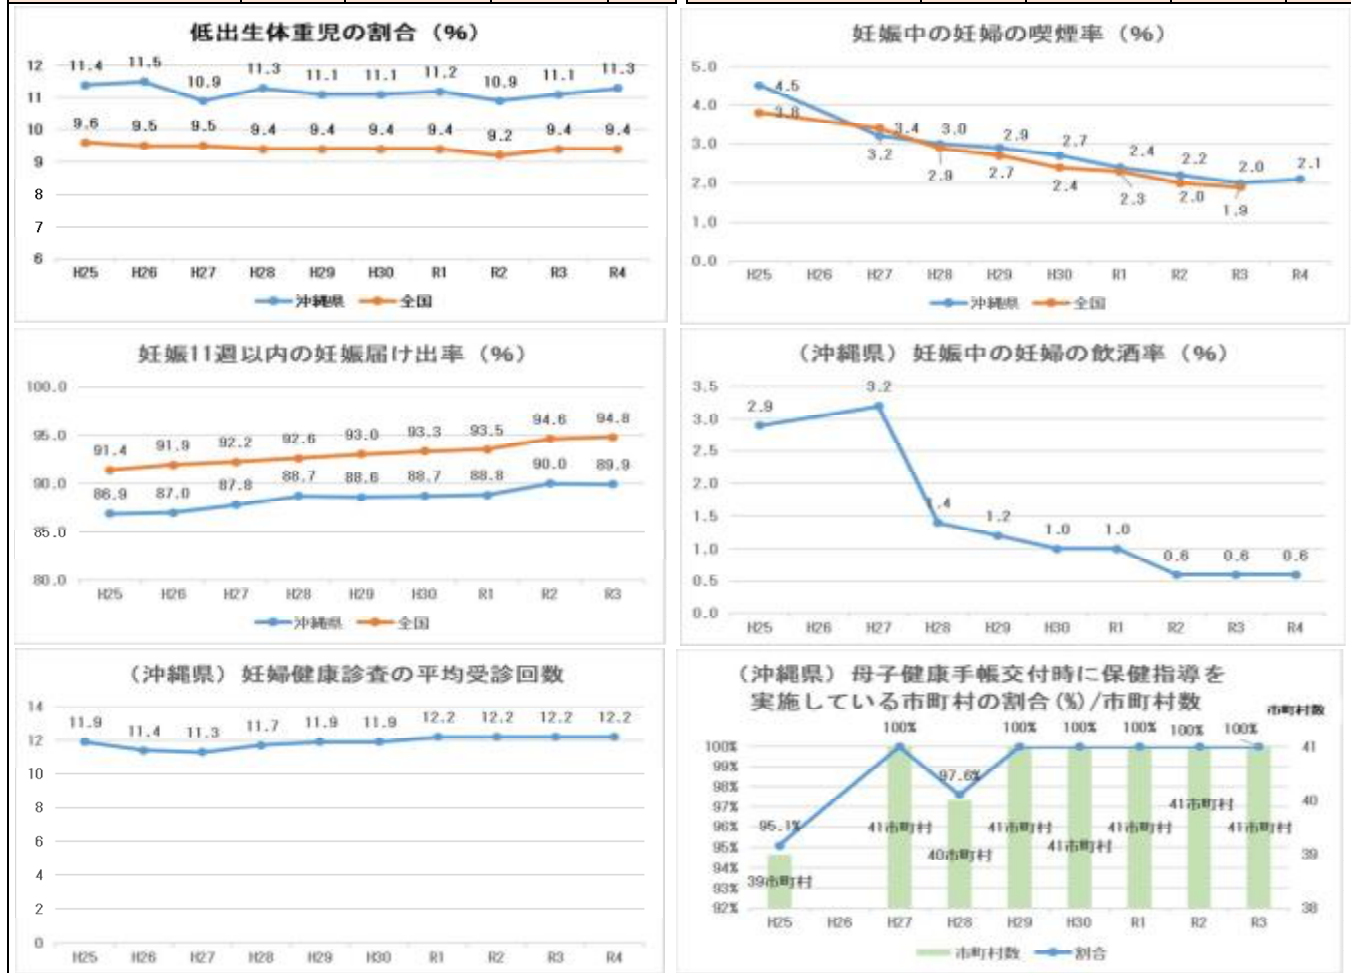 低出生体重児の割合（%）
12
11
10
9
8
7
6
11.4 11.5 10.9 11.3 11.1 11.1 11.2 10.9 11.1 11.3
9.6 9.5 9.5 9.4 9.4 9.4 9.4 9.2 9.4 9.4
H25 H26 H27 H28 H29 H30 R1 R2 R3 R4
沖縄県 全国
妊娠中の妊婦の喫煙率（%）
5.0
4.0
3.0
2.0
1.0
0.0
4.5 3.2 3.0 2.9 2.7 2.4 2.2 2.0 2.1
3.8 3.4 2.9 2.7 2.4 2.3 2.0 1.9
H25 H26 H27 H28 H29 H30 R1 R2 R3 R4
沖縄県 全国
妊娠11週以内の妊娠届け出率（%）
100.0
95.0
90.0
85.0
80.0
91.4 91.9 92.2 92.6 93.0 93.3 93.5 94.6 94.8
86.9 87.0 87.8 88.7 88.6 88.7 88.8 90.0 89.9
H25 H26 H27 H28 H29 H30 R1 R2 R3
沖縄県 全国
（沖縄県）妊娠中の妊婦の飲酒率（%）
3.5
3.0
2.5
2.0
1.5
1.0
0.5
0.0
2.9 3.2 1.4 1.2 1.0 1.0 0.6 0.6 0.6
H25 H26 H27 H28 H29 H30 R1 R2 R3 R4
（沖縄県）妊婦健康診査の平均受診回数
14
12
10
8
6
4
2
0
11.9 11.4 11.3 11.7 11.9 11.9 12.2 12.2 12.2 12.2
H25 H26 H27 H28 H29 H30 R1 R2 R3 R4
（沖縄県）母子健康手帳交付時に保健指導を
実施している市町村の割合(%)/市町村数
市町村数
100%
99%
98%
97%
96%
95%
94%
93%
92%
95.1% 100% 97.6% 100% 100% 100% 100% 100%
39市町村 41市町村 40市町村 41市町村 41市町村 41市町村 41市町村 41市町村
41
40
39
38
H25 H26 H27 H28 H29 H30 R1 R2 R3
市町村数 割合